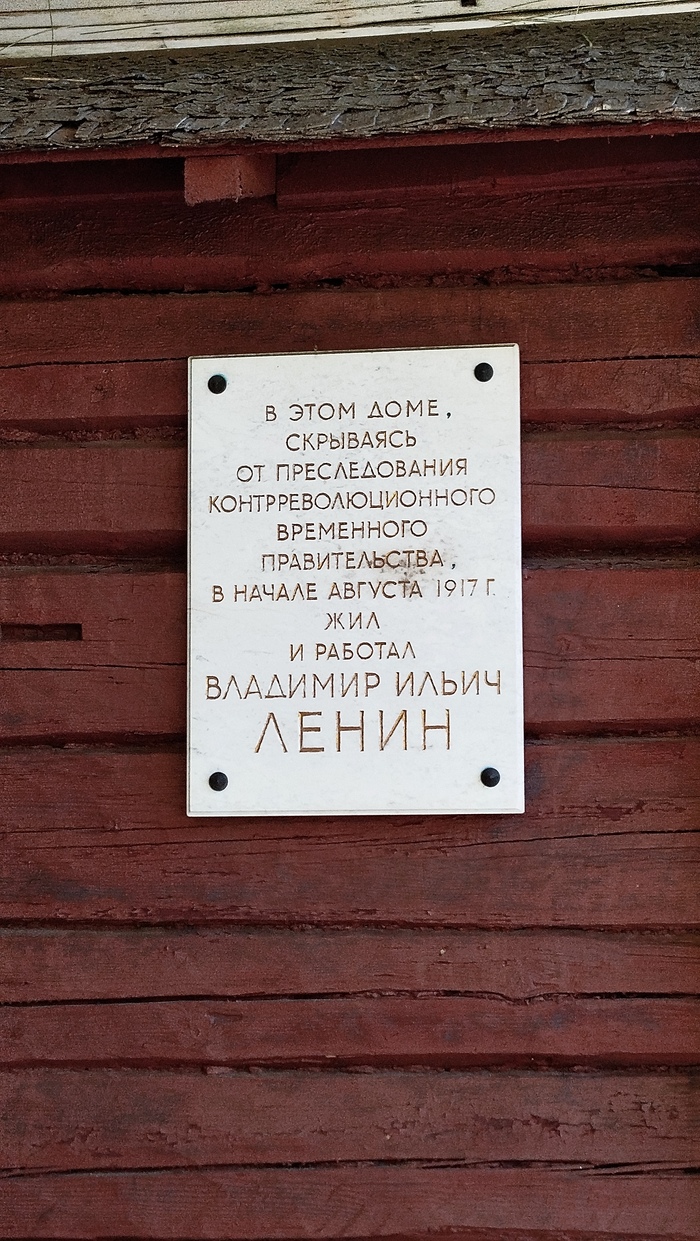 В ЭТОМ ДОМЕ,
СКРЫВАЯСЬ
ОТ ПРЕСЛЕДОВАНИЯ
КОНТРРЕВОЛЮЦИОННОГО
ВРЕМЕННОГО
ПРАВИТЕЛЬСТВА,
В НАЧАЛЕ АВГУСТА 1917 Г.
ЖИЛ
И РАБОТАЛ
ВЛАДИМИР ИЛЬИЧ
ЛЕНИН